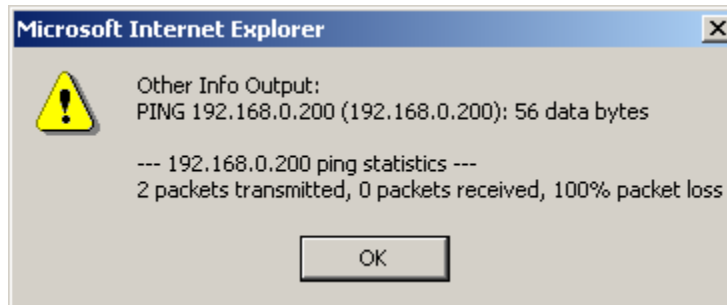 Microsoft Internet Explorer
Other Info Output:
PING 192.168.0.200 (192.168.0.200): 56 data bytes
--- 192.168.0.200 ping statistics ---
2 packets transmitted, 0 packets received, 100% packet loss
OK